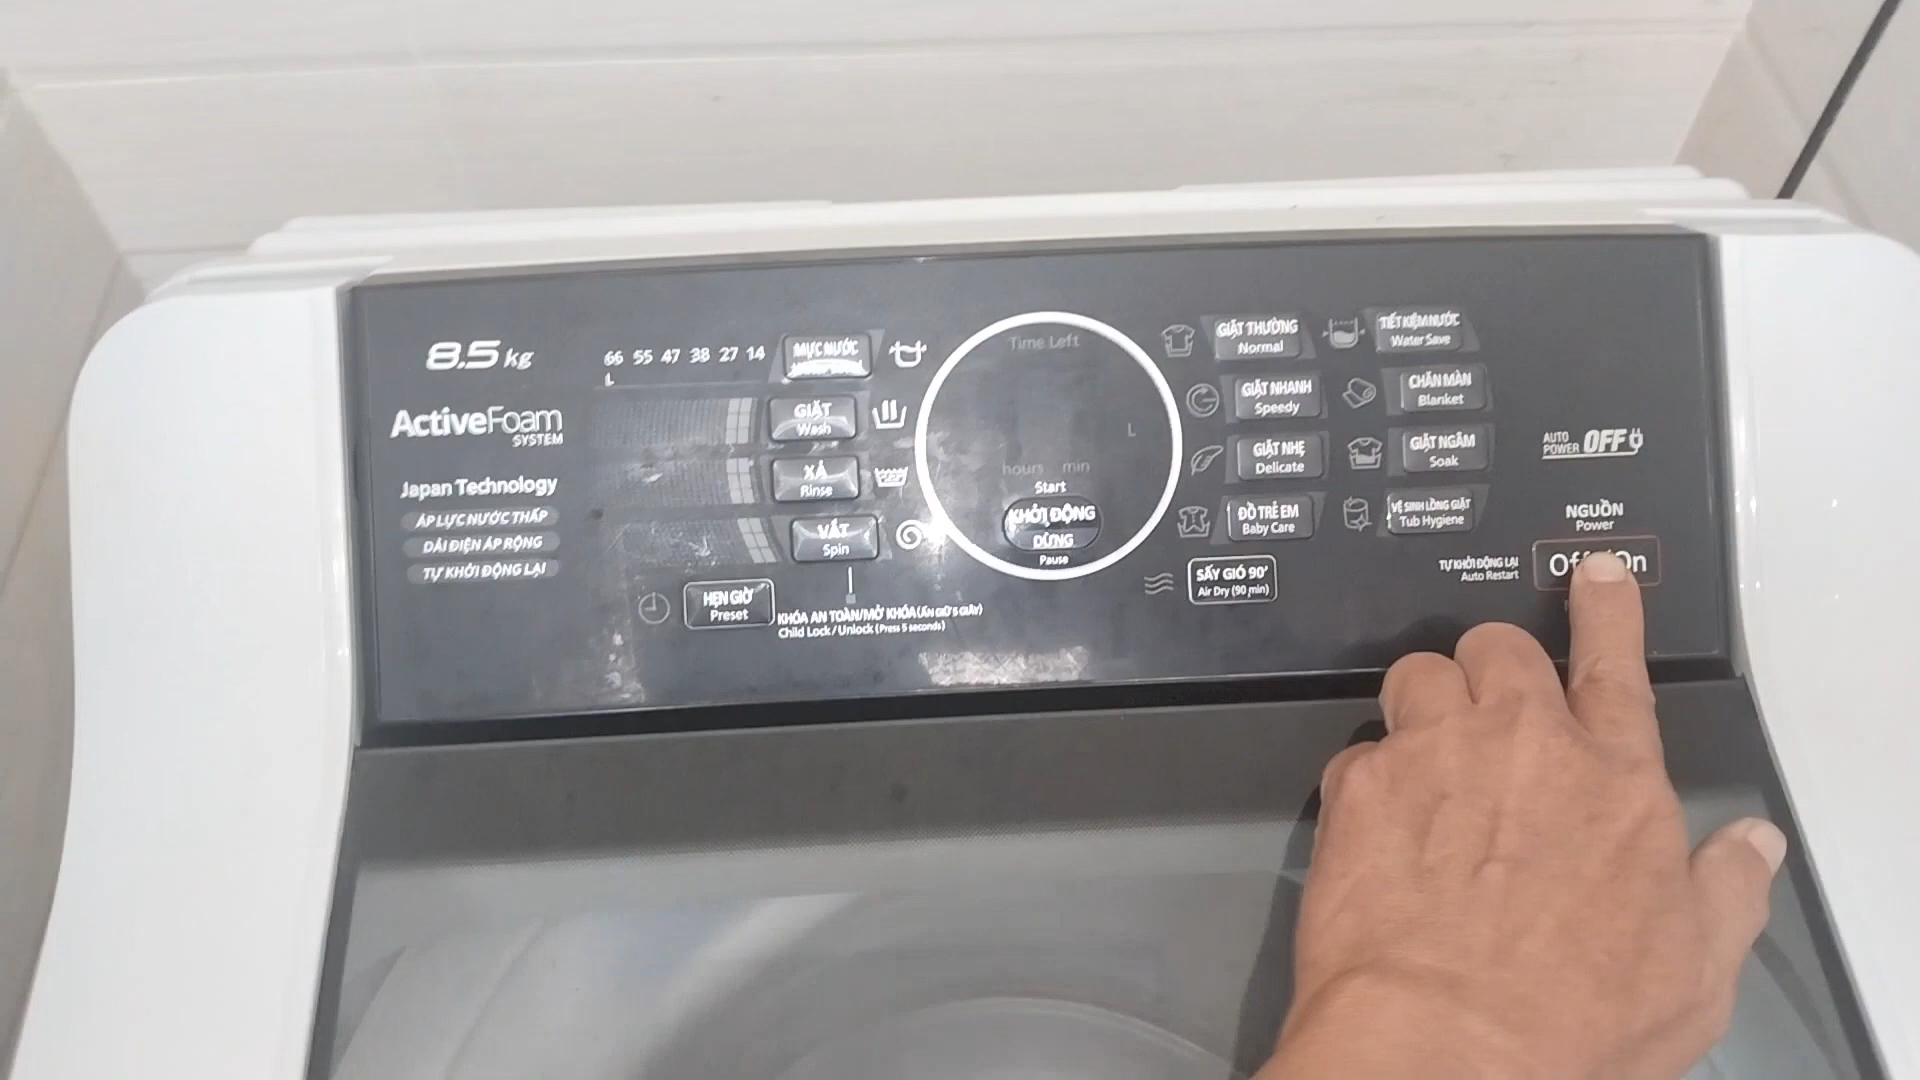 8.5 kg
ActiveFoam
SYSTEM
Japan Technology
ÁP LỰC NƯỚC THẤP
DẢI ĐIỆN ÁP RỘNG
TỰ KHỞI ĐỘNG LẠI
66 55 47 38 27 14
L
MỰC NƯỚC
GIẶT
Wash
XẢ
Rinse
VẮT
Spin
HẸN GIỜ
Preset
KHÓA AN TOÀN/MỞ KHÓA (ẤN GIỮ 5 GIÂY)
Child Lock / Unlock (Press 5 seconds)
Time Left
L
hours min
Start
KHỞI ĐỘNG
DỪNG
Pause
GIẶT THƯỜNG
Normal
GIẶT NHANH
Speedy
GIẶT NHẸ
Delicate
ĐỒ TRẺ EM
Baby Care
SẤY GIÓ 90'
Air Dry (90 min)
TIẾT KIỆM NƯỚC
Water Save
CHĂN MÀN
Blanket
GIẶT NGÂM
Soak
VỆ SINH LỒNG GIẶT
Tub Hygiene
AUTO
POWER OFF
NGUỒN
Power
TỰ KHỞI ĐỘNG LẠI
Auto Restart
On